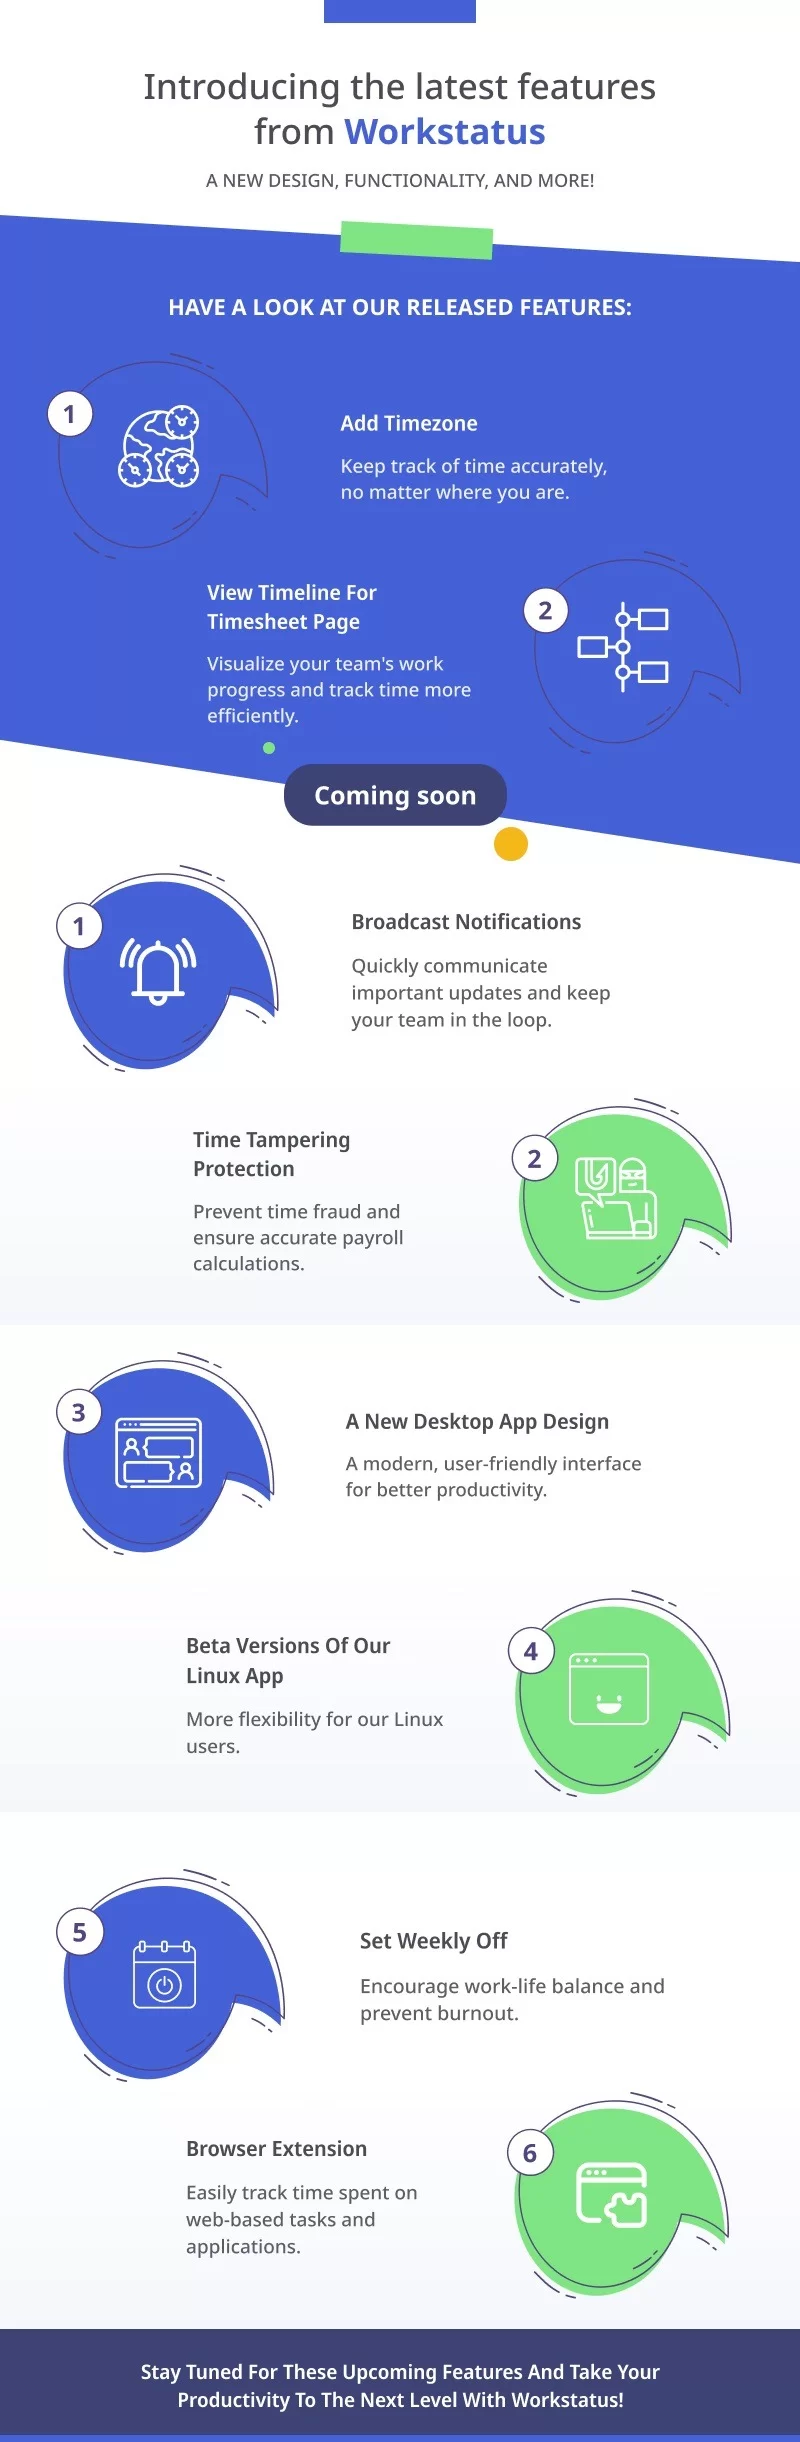 Introducing the latest features
from Workstatus
A NEW DESIGN, FUNCTIONALITY, AND MORE!
HAVE A LOOK AT OUR RELEASED FEATURES:
1
Add Timezone
Keep track of time accurately,
no matter where you are.
2
View Timeline For
Timesheet Page
Visualize your team's work
progress and track time more
efficiently.
Coming soon
1
Broadcast Notifications
Quickly communicate
important updates and keep
your team in the loop.
2
Time Tampering
Protection
Prevent time fraud and
ensure accurate payroll
calculations.
3
A New Desktop App Design
A modern, user-friendly interface
for better productivity.
4
Beta Versions Of Our
Linux App
More flexibility for our Linux
users.
5
Set Weekly Off
Encourage work-life balance and
prevent burnout.
6
Browser Extension
Easily track time spent on
web-based tasks and
applications.
Stay Tuned For These Upcoming Features And Take Your
Productivity To The Next Level With Workstatus!